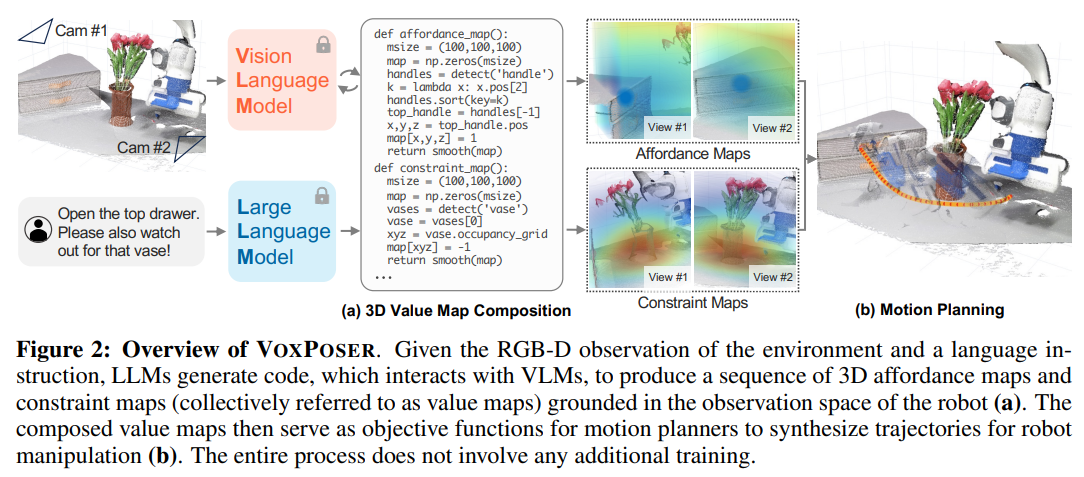 Cam #1
Cam #2
Vision
Language
Model
Open the top drawer.
Please also watch
out for that vase!
Large
Language
Model
def affordance_map():
  msize = (100,100,100)
  map = np.zeros(msize)
  handles = detect('handle')
  k = lambda x: x.pos[2]
  handles.sort(key=k)
  top_handle = handles[-1]
  x,y,z = top_handle.pos
  map[x,y,z] = 1
  return smooth(map)
def constraint_map():
  msize = (100,100,100)
  map = np.zeros(msize)
  vases = detect('vase')
  vase = vases[0]
  xyz = vase.occupancy_grid
  map[xyz] = -1
  return smooth(map)
...
(a) 3D Value Map Composition
View #1
View #2
Affordance Maps
View #1
View #2
Constraint Maps
(b) Motion Planning
Figure 2: Overview of VOXPOSER. Given the RGB-D observation of the environment and a language in-
struction, LLMs generate code, which interacts with VLMs, to produce a sequence of 3D affordance maps and
constraint maps (collectively referred to as value maps) grounded in the observation space of the robot (a). The
composed value maps then serve as objective functions for motion planners to synthesize trajectories for robot
manipulation (b). The entire process does not involve any additional training.